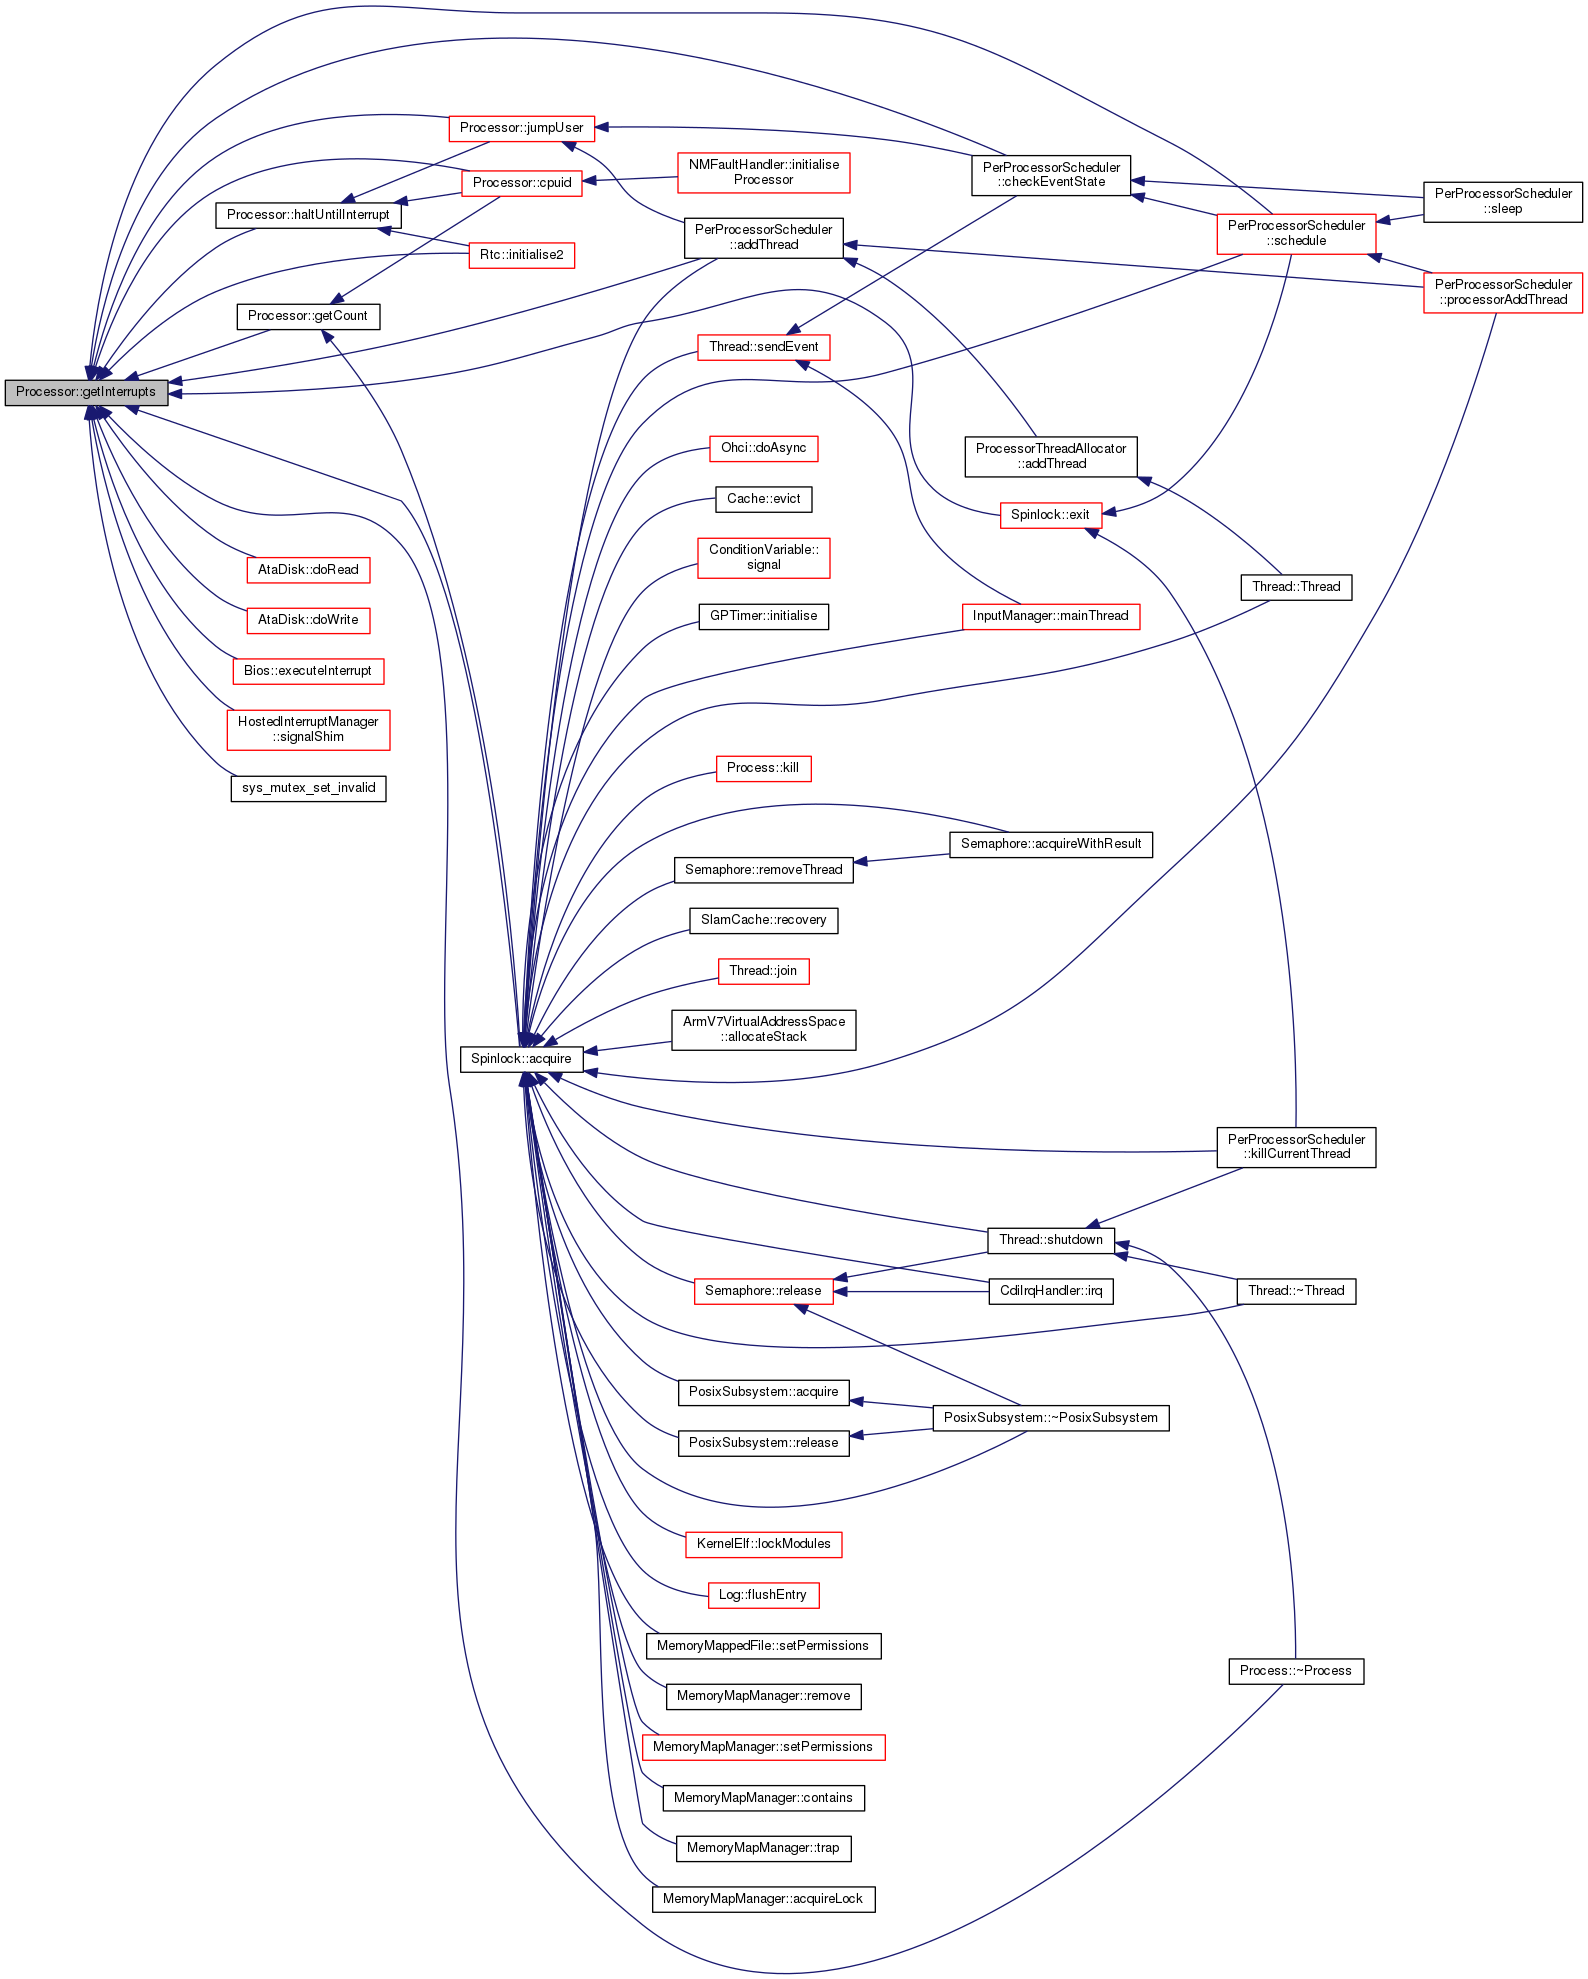 Processor::getInterrupts
Processor::haltUntilInterrupt
Processor::getCount
AtaDisk::doRead
AtaDisk::doWrite
Bios::executeInterrupt
HostedInterruptManager
::signalShim
sys_mutex_set_invalid
Processor::jumpUser
Processor::cpuid
Rtc::initialise2
Spinlock::acquire
NMFaultHandler::initialise
Processor
PerProcessorScheduler
::addThread
Thread::sendEvent
Ohci::doAsync
Cache::evict
ConditionVariable::
signal
GPTimer::initialise
Process::kill
Semaphore::removeThread
SlamCache::recovery
Thread::join
ArmV7VirtualAddressSpace
::allocateStack
Semaphore::release
PosixSubsystem::acquire
PosixSubsystem::release
KernelElf::lockModules
Log::flushEntry
MemoryMappedFile::setPermissions
MemoryMapManager::remove
MemoryMapManager::setPermissions
MemoryMapManager::contains
MemoryMapManager::trap
MemoryMapManager::acquireLock
PerProcessorScheduler
::checkEventState
ProcessorThreadAllocator
::addThread
Spinlock::exit
InputManager::mainThread
Semaphore::acquireWithResult
Thread::shutdown
CdiIrqHandler::irq
PosixSubsystem::~PosixSubsystem
PerProcessorScheduler
::schedule
Thread::Thread
PerProcessorScheduler
::killCurrentThread
Thread::~Thread
Process::~Process
PerProcessorScheduler
::sleep
PerProcessorScheduler
::processorAddThread